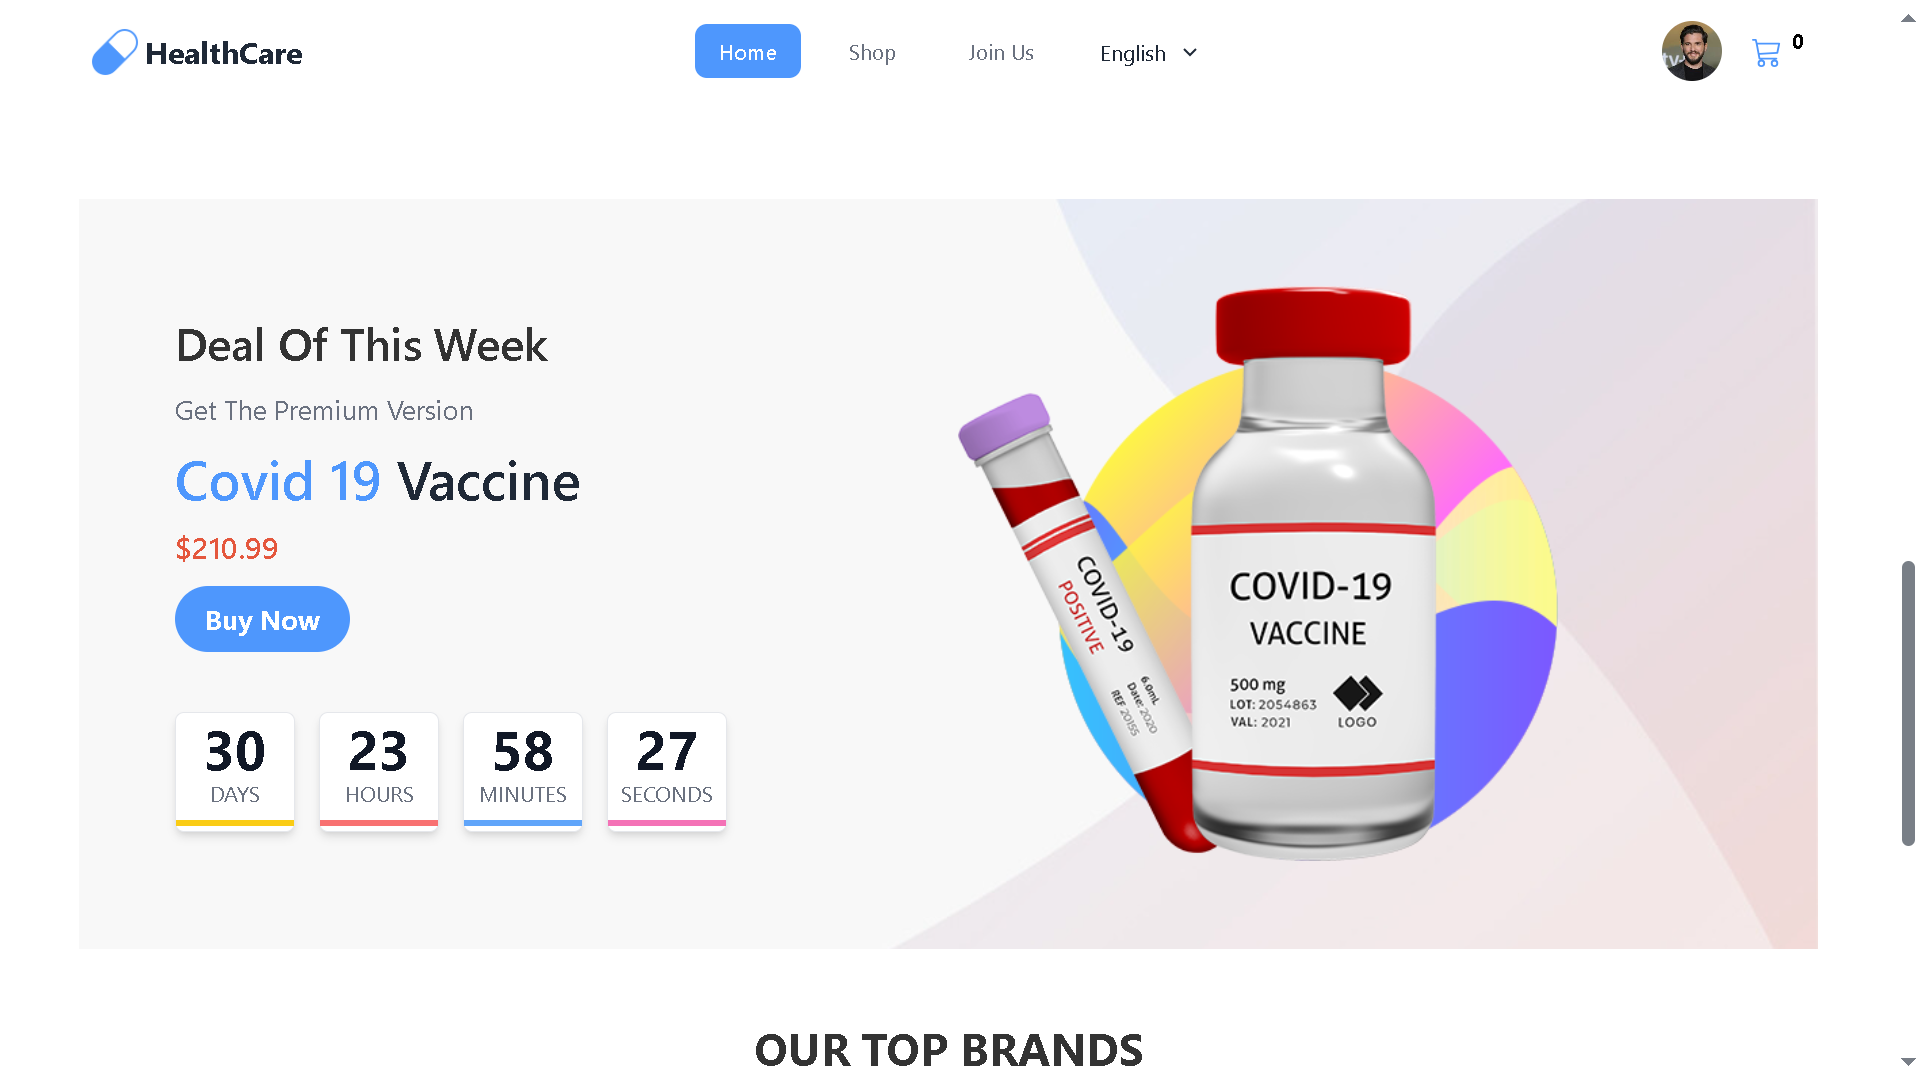 HealthCare
Home
Shop
Join Us
English
0
Deal Of This Week
Get The Premium Version
Covid 19 Vaccine
$210.99
Buy Now
30
DAYS
23
HOURS
58
MINUTES
27
SECONDS
COVID-19
POSITIVE
6.0mL
Date: 2020
REF 20155
COVID-19
VACCINE
500 mg
LOT: 2054863
VAL: 2021
LOGO
OUR TOP BRANDS